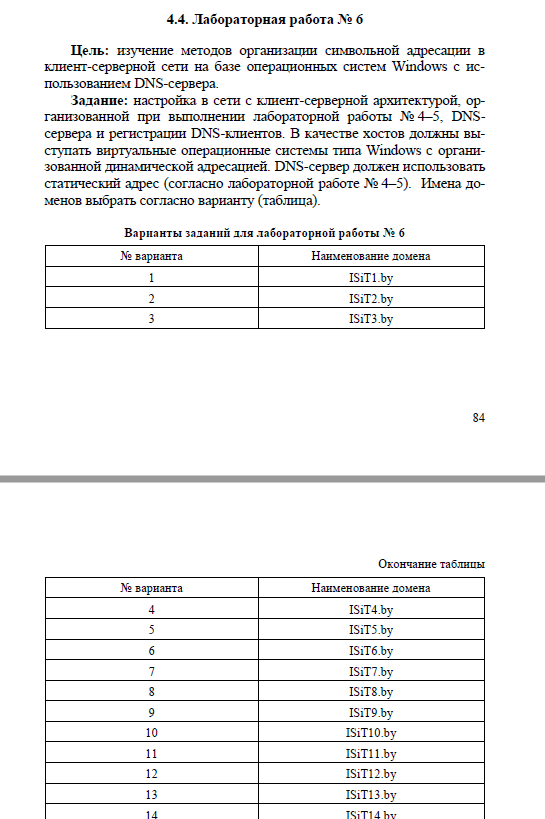 4.4. Лабораторная работа № 6
Цель: изучение методов организации символьной адресации в
клиент-серверной сети на базе операционных систем Windows с ис-
пользованием DNS-сервера.
Задание: настройка в сети с клиент-серверной архитектурой, ор-
ганизованной при выполнении лабораторной работы № 4–5, DNS-
сервера и регистрации DNS-клиентов. В качестве хостов должны вы-
ступать виртуальные операционные системы типа Windows с органи-
зованной динамической адресацией. DNS-сервер должен использовать
статический адрес (согласно лабораторной работе № 4–5). Имена до-
менов выбрать согласно варианту (таблица).
Варианты заданий для лабораторной работы № 6
№ варианта Наименование домена
1 ISiT1.by
2 ISiT2.by
3 ISiT3.by
84
Окончание таблицы
№ варианта Наименование домена
4 ISiT4.by
5 ISiT5.by
6 ISiT6.by
7 ISiT7.by
8 ISiT8.by
9 ISiT9.by
10 ISiT10.by
11 ISiT11.by
12 ISiT12.by
13 ISiT13.by
14 ISiT14.by